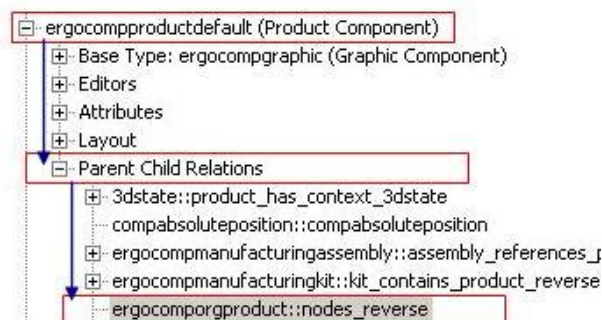 ergocompproductdefault (Product Component)
Base Type: ergocompgraphic (Graphic Component)
Editors
Attributes
Layout
Parent Child Relations
3dstate::product_has_context_3dstate
compabsoluteposition::compabsoluteposition
ergocompmanufacturingassembly::assembly_references_p
ergocompmanufacturingkit::kit_contains_product_reverse
ergocomporgproduct::nodes_reverse